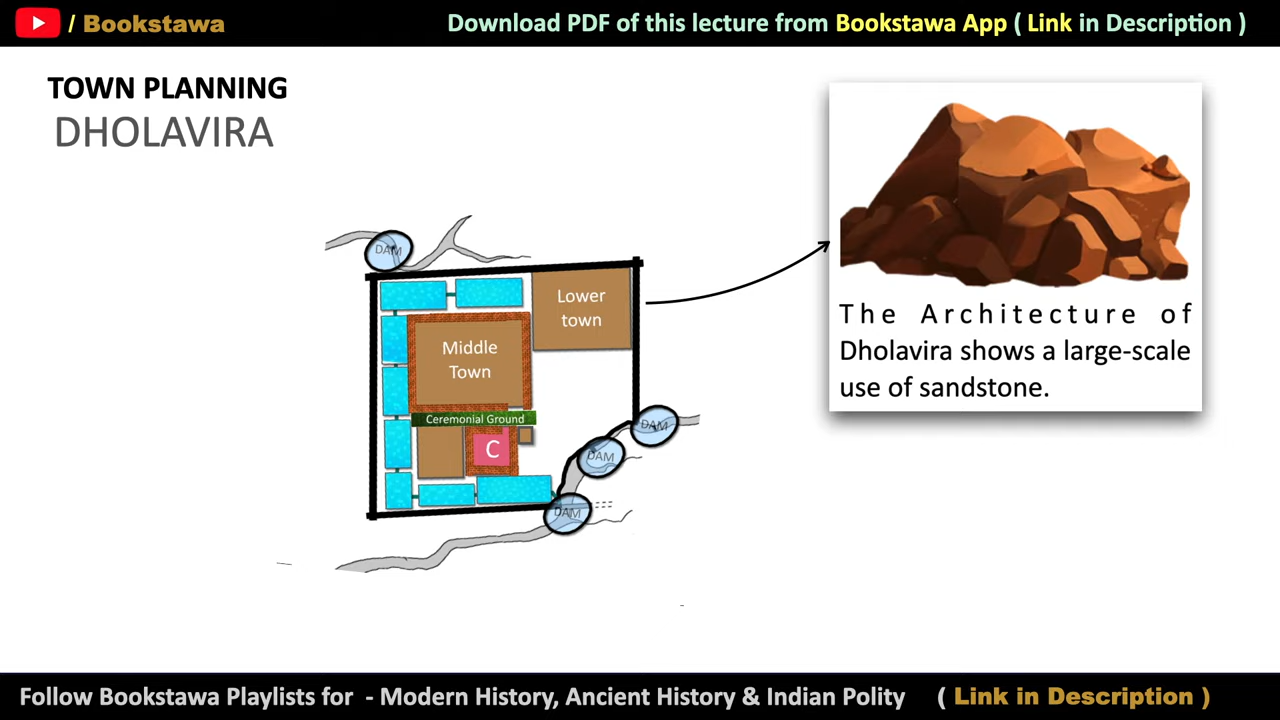 / Bookstawa
Download PDF of this lecture from Bookstawa App ( Link in Description )
TOWN PLANNING
DHOLAVIRA
DAM
Lower
town
Middle
Town
Ceremonial Ground
C
DAM
DAM
DAM
The Architecture of
Dholavira shows a large-scale
use of sandstone.
Follow Bookstawa Playlists for - Modern History, Ancient History & Indian Polity ( Link in Description )